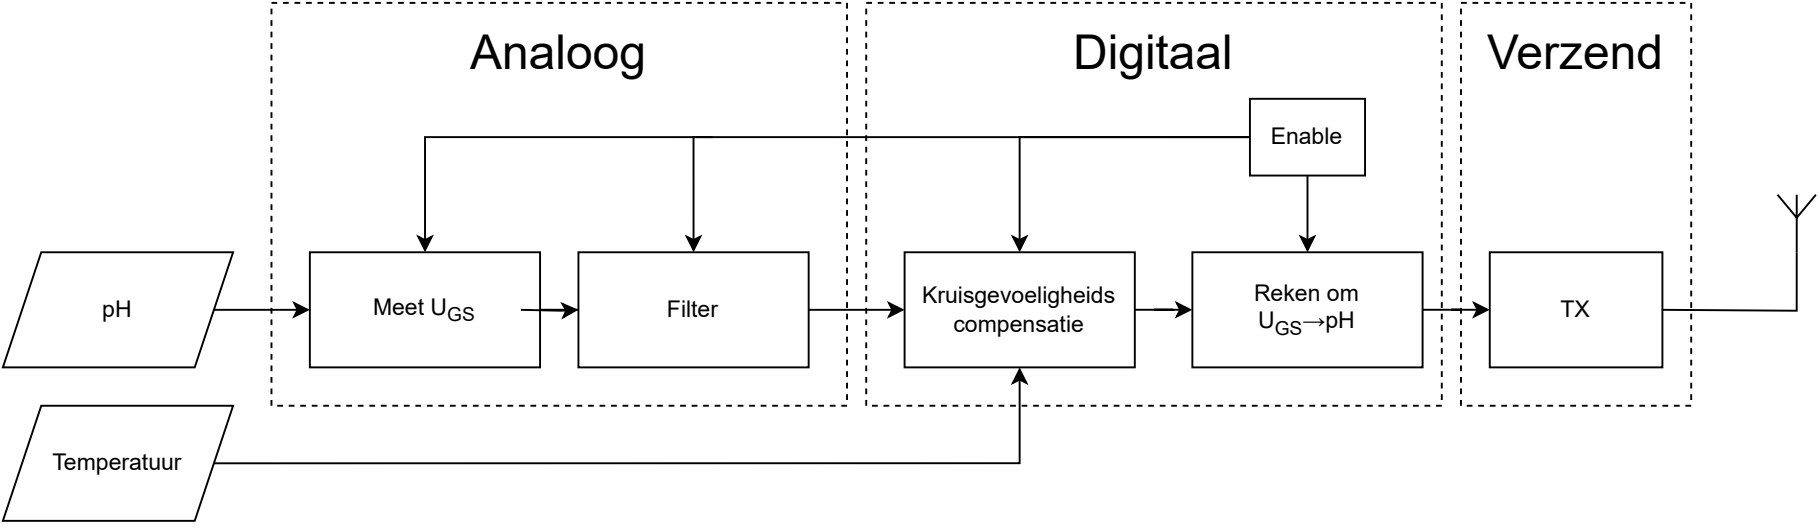 Analoog
Digitaal
Verzend
Enable
pH
Meet UGS
Filter
Kruisgevoeligheids
compensatie
Reken om
UGS→pH
TX
Temperatuur